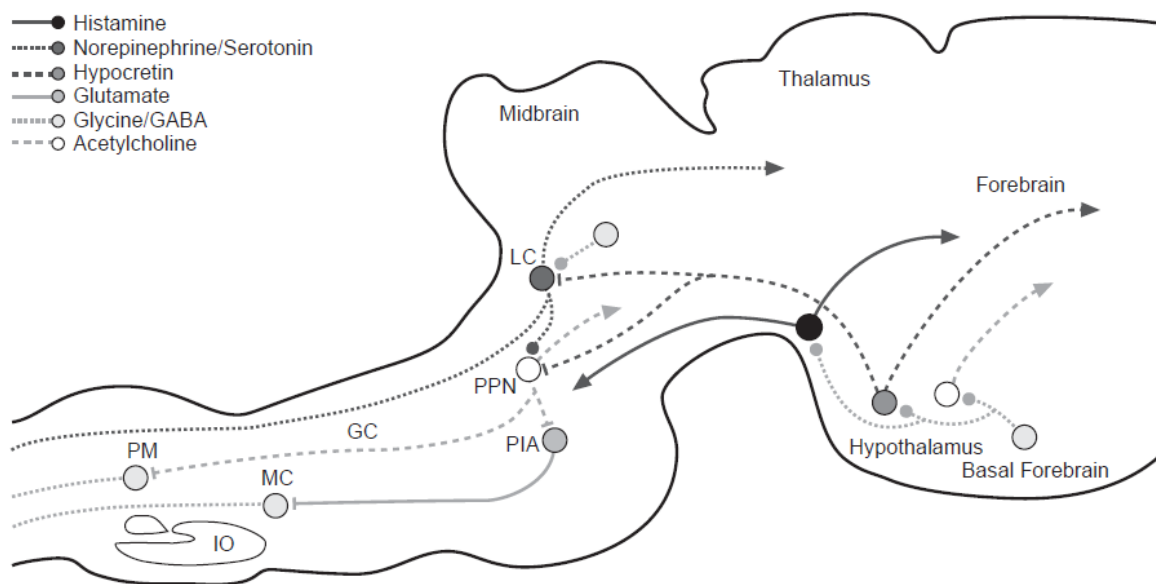 Histamine
Norepinephrine/Serotonin
Hypocretin
Glutamate
Glycine/GABA
Acetylcholine
Midbrain
Thalamus
Forebrain
LC
PPN
GC
PIA
PM
MC
IO
Hypothalamus
Basal Forebrain